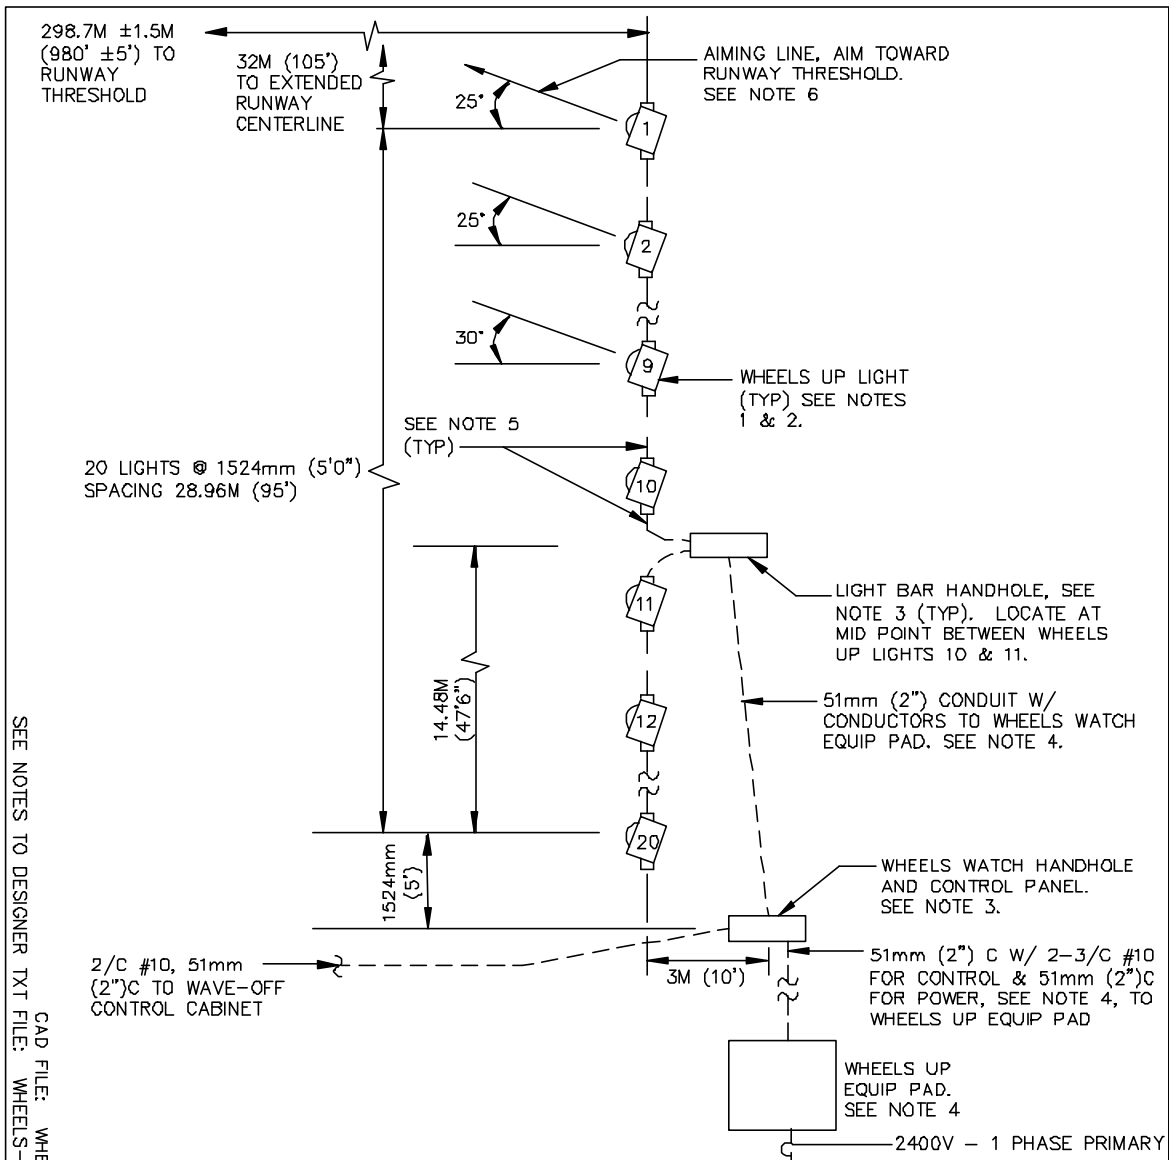 298.7M ±1.5M
(980' ±5') TO
RUNWAY
THRESHOLD
32M (105')
TO EXTENDED
RUNWAY
CENTERLINE
AIMING LINE, AIM TOWARD
RUNWAY THRESHOLD.
SEE NOTE 6
25°
1
25°
2
30°
9
WHEELS UP LIGHT
(TYP) SEE NOTES
1 & 2.
SEE NOTE 5
(TYP)
20 LIGHTS @ 1524mm (5'0")
SPACING 28.96M (95')
10
11
LIGHT BAR HANDHOLE, SEE
NOTE 3 (TYP). LOCATE AT
MID POINT BETWEEN WHEELS
UP LIGHTS 10 & 11.
14.48M
(47'6")
51mm (2") CONDUIT W/
CONDUCTORS TO WHEELS WATCH
EQUIP PAD. SEE NOTE 4.
12
20
1524mm
(5')
WHEELS WATCH HANDHOLE
AND CONTROL PANEL.
SEE NOTE 3.
2/C #10, 51mm
(2")C TO WAVE-OFF
CONTROL CABINET
3M (10')
51mm (2") C W/ 2-3/C #10
FOR CONTROL & 51mm (2")C
FOR POWER, SEE NOTE 4, TO
WHEELS UP EQUIP PAD
WHEELS UP
EQUIP PAD.
SEE NOTE 4
2400V - 1 PHASE PRIMARY
CAD FILE: WHE
SEE NOTES TO DESIGNER TXT FILE: WHEELS-